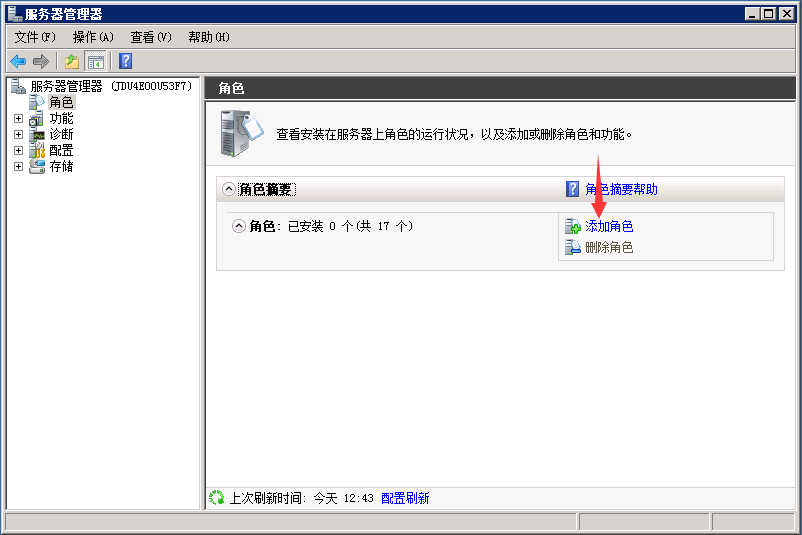 服务器管理器
文件(F) 操作(A) 查看(V) 帮助(H)
服务器管理器 (JDU4EOOU53F7)
角色
功能
诊断
配置
存储
角色
查看安装在服务器上角色的运行状况，以及添加或删除角色和功能。
角色摘要
角色摘要帮助
角色: 已安装 0 个(共 17 个)
添加角色
删除角色
上次刷新时间: 今天 12:43 配置刷新